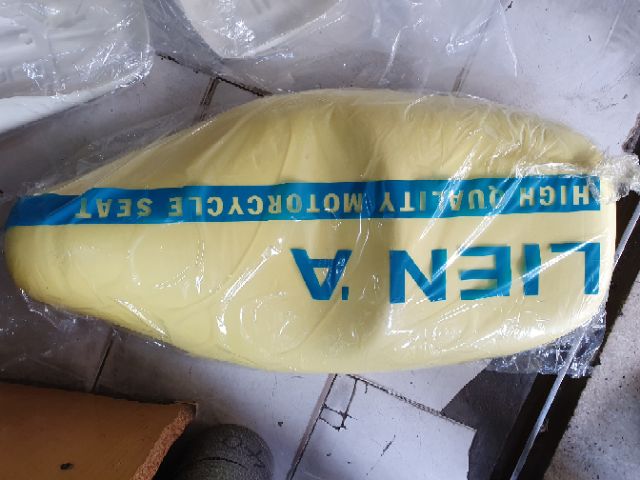 LIEN 'A
HIGH QUALITY MOTORCYCLE SEAT